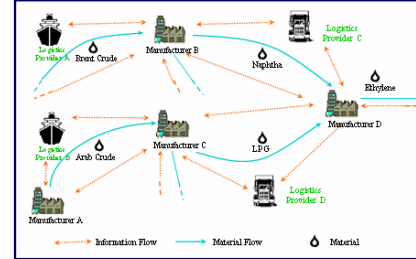 Logistics
Provider A
Brent Crude
Manufacturer B
Logistics
Provider C
Naphtha
Ethylene
Manufacturer D
Logistics
Provider B
Arab Crude
Manufacturer C
LPG
Logistics
Provider D
Manufacturer A
Information Flow
Material Flow
Material